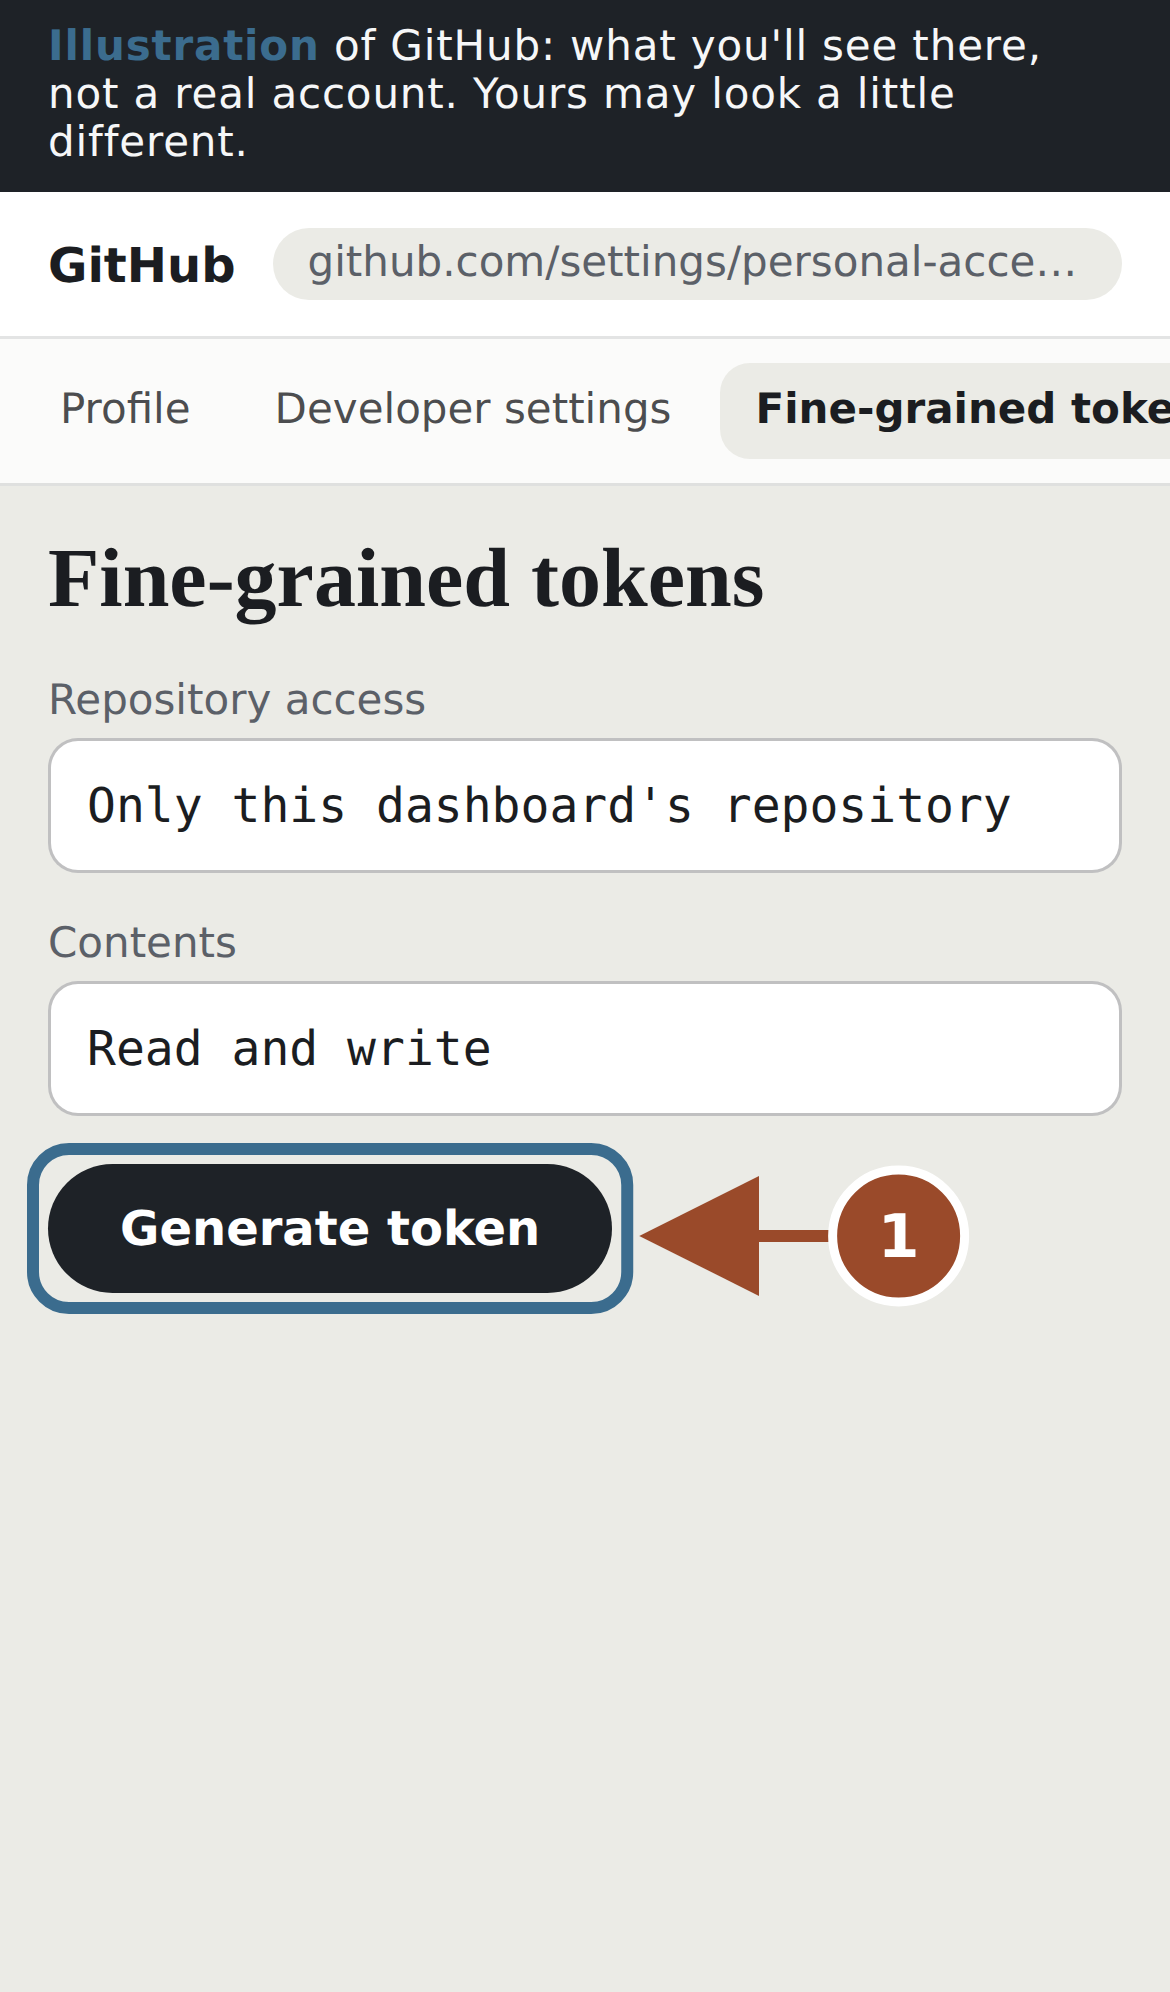 Illustration of GitHub: what you'll see there,
not a real account. Yours may look a little
different.
GitHub github.com/settings/personal-acce…
Profile Developer settings Fine-grained toke
Fine-grained tokens
Repository access
Only this dashboard's repository
Contents
Read and write
Generate token 1